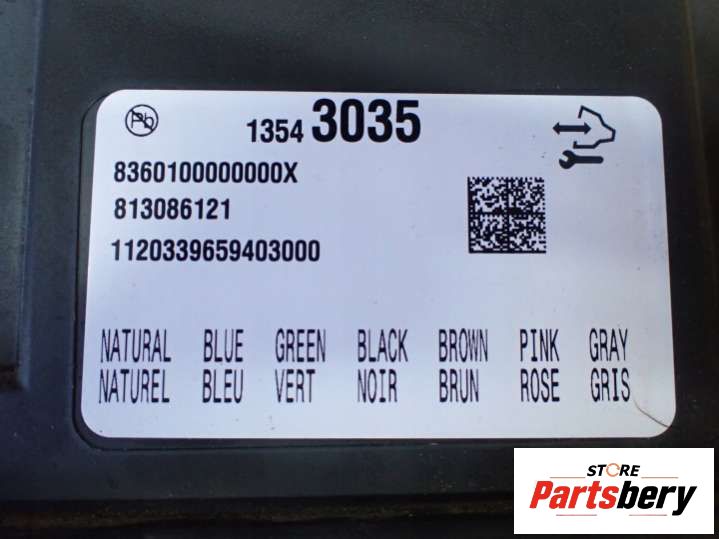 Pb
1354 3035
8360100000000X
813086121
1120339659403000
NATURAL BLUE GREEN BLACK BROWN PINK GRAY
NATUREL BLEU VERT NOIR BRUN ROSE GRIS
STORE
Partsbery